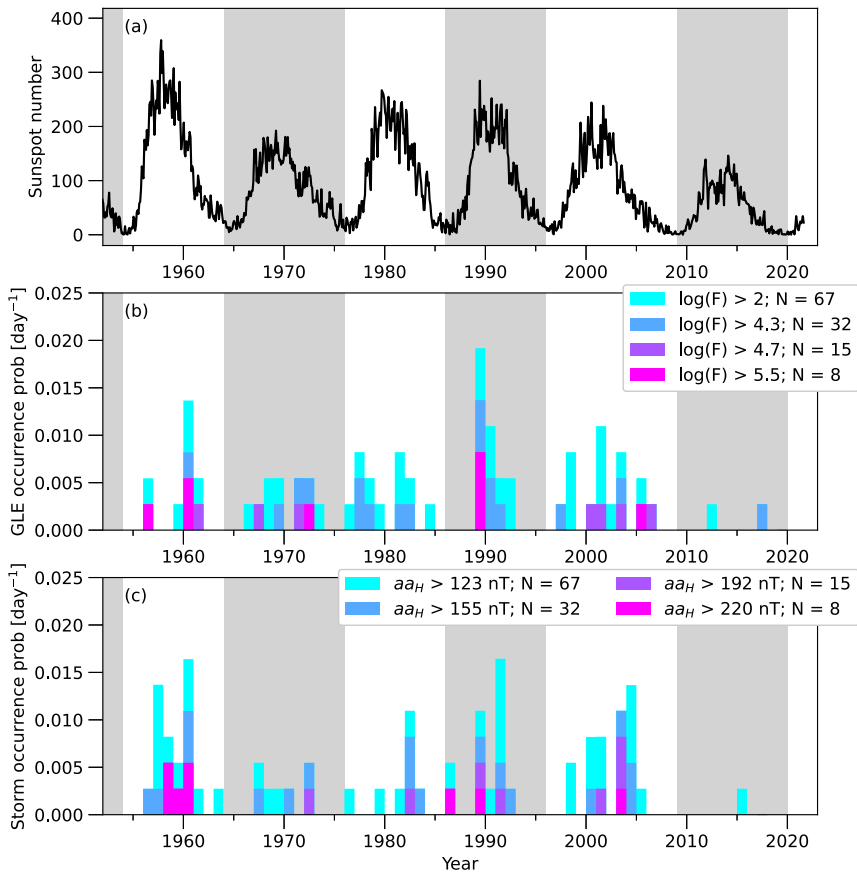 (a)
400
300
200
100
0
Sunspot number
1960 1970 1980 1990 2000 2010 2020
(b)
0.025
0.020
0.015
0.010
0.005
0.000
GLE occurrence prob [day⁻¹]
log(F) > 2; N = 67
log(F) > 4.3; N = 32
log(F) > 4.7; N = 15
log(F) > 5.5; N = 8
1960 1970 1980 1990 2000 2010 2020
(c)
0.025
0.020
0.015
0.010
0.005
0.000
Storm occurrence prob [day⁻¹]
aa_H > 123 nT; N = 67
aa_H > 155 nT; N = 32
aa_H > 192 nT; N = 15
aa_H > 220 nT; N = 8
1960 1970 1980 1990 2000 2010 2020
Year